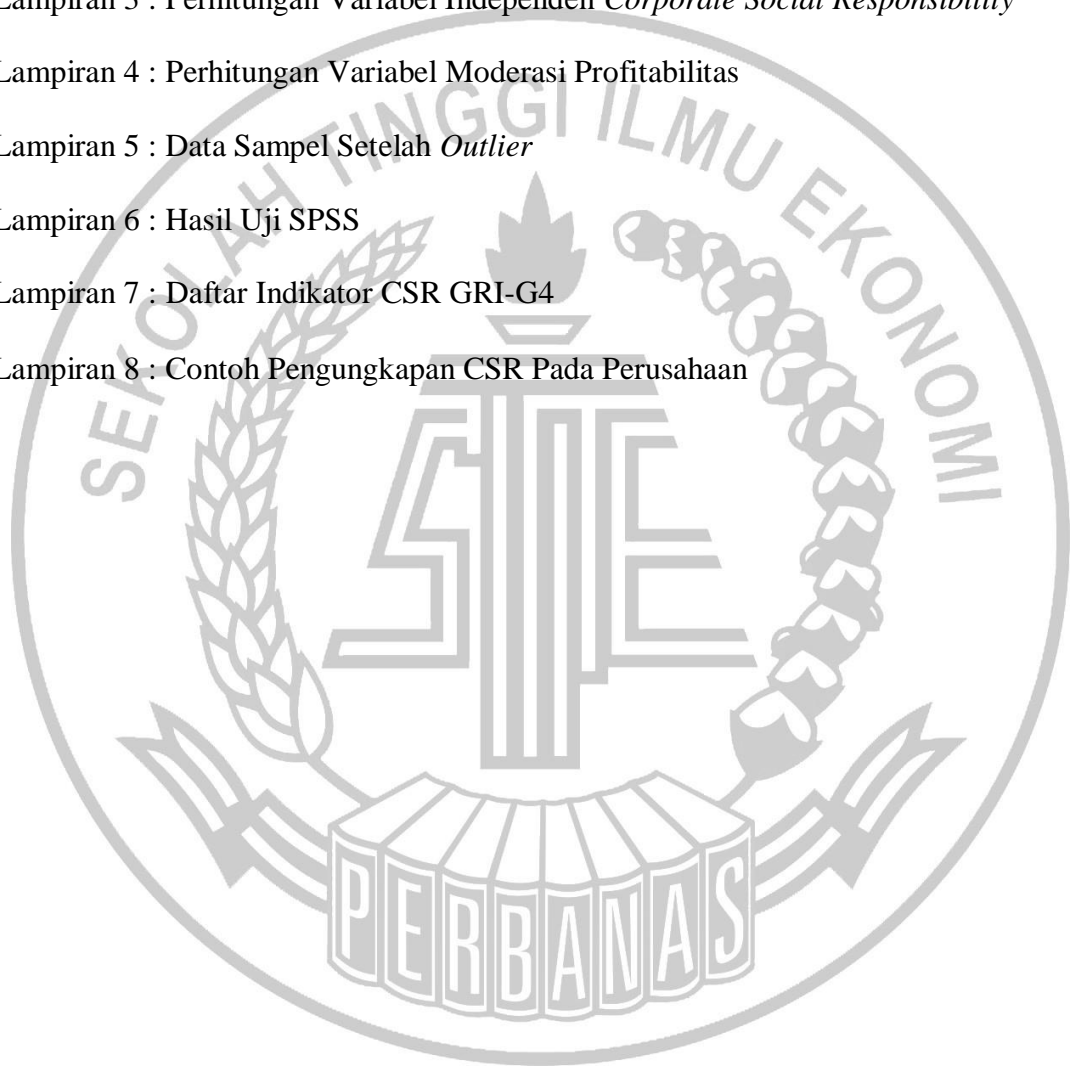 Lampiran 3 : Perhitungan Variabel Independen Corporate Social Responsibility
Lampiran 4 : Perhitungan Variabel Moderasi Profitabilitas
Lampiran 5 : Data Sampel Setelah Outlier
Lampiran 6 : Hasil Uji SPSS
Lampiran 7 : Daftar Indikator CSR GRI-G4
Lampiran 8 : Contoh Pengungkapan CSR Pada Perusahaan
SEKOLAH TINGGI ILMU EKONOMI
STIE
PERBANAS